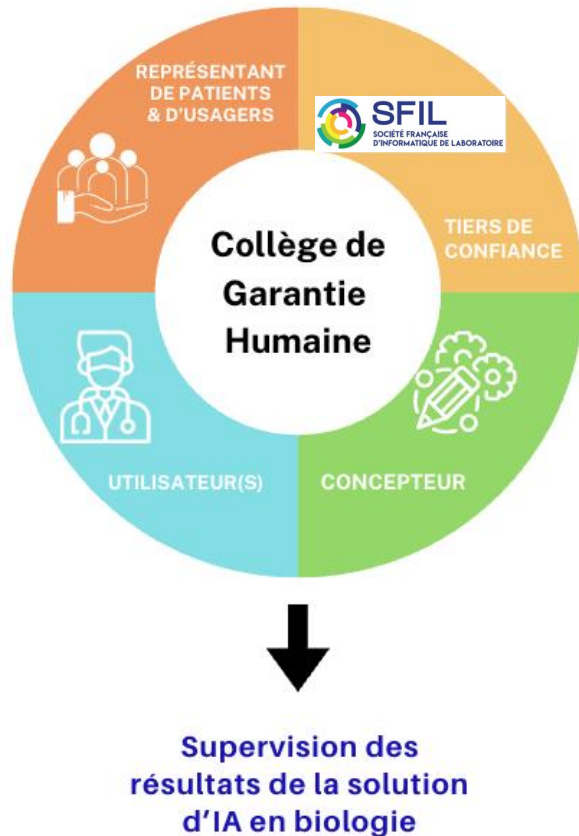 REPRÉSENTANT
DE PATIENTS
& D'USAGERS
SFIL
SOCIÉTÉ FRANÇAISE
D'INFORMATIQUE DE LABORATOIRE
TIERS DE
CONFIANCE
Collège de
Garantie
Humaine
UTILISATEUR(S)
CONCEPTEUR
Supervision des
résultats de la solution
d'IA en biologie